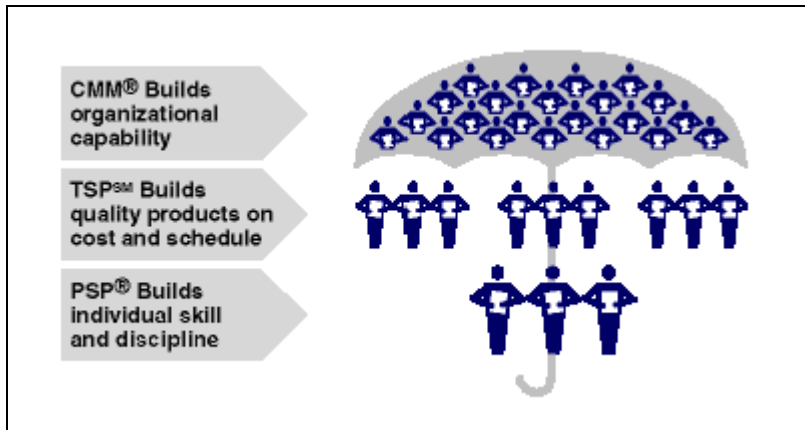 CMM® Builds
organizational
capability
TSP℠ Builds
quality products on
cost and schedule
PSP® Builds
individual skill
and discipline